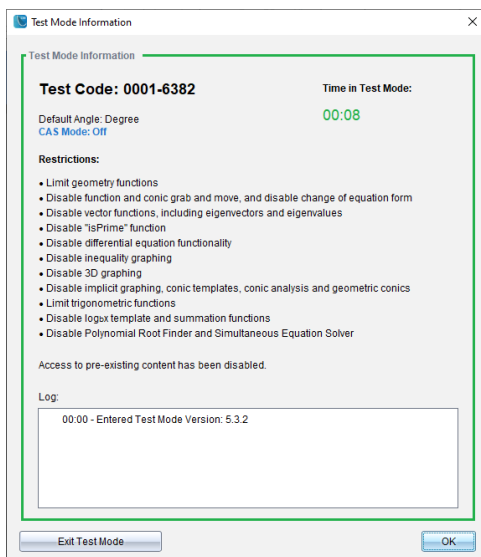 Test Mode Information
Test Mode Information
Test Code: 0001-6382
Time in Test Mode:
00:08
Default Angle: Degree
CAS Mode: Off
Restrictions:
• Limit geometry functions
• Disable function and conic grab and move, and disable change of equation form
• Disable vector functions, including eigenvectors and eigenvalues
• Disable "isPrime" function
• Disable differential equation functionality
• Disable inequality graphing
• Disable 3D graphing
• Disable implicit graphing, conic templates, conic analysis and geometric conics
• Limit trigonometric functions
• Disable logbx template and summation functions
• Disable Polynomial Root Finder and Simultaneous Equation Solver
Access to pre-existing content has been disabled.
Log:
00:00 - Entered Test Mode Version: 5.3.2
Exit Test Mode
OK